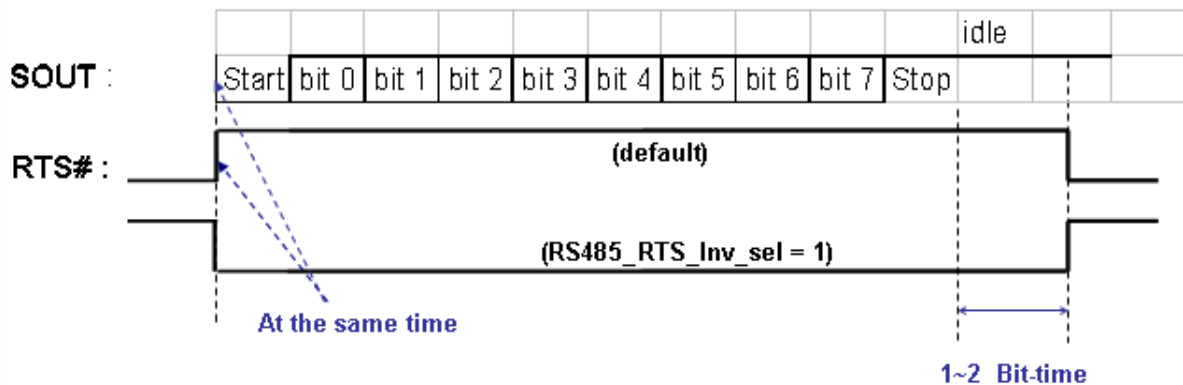 idle
SOUT : Start bit 0 bit 1 bit 2 bit 3 bit 4 bit 5 bit 6 bit 7 Stop
RTS# : (default)
(RS485_RTS_Inv_sel = 1)
At the same time
1~2 Bit-time